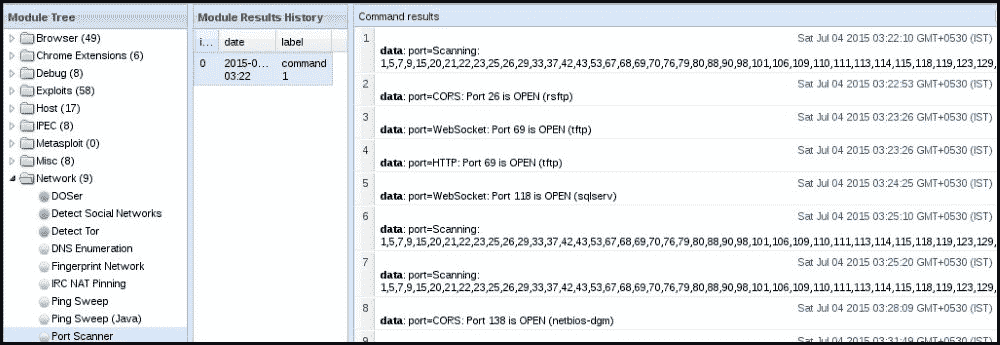 Module Tree
Browser (49)
Chrome Extensions (6)
Debug (8)
Exploits (58)
Host (17)
IPEC (8)
Metasploit (0)
Misc (8)
Network (9)
DOSer
Detect Social Networks
Detect Tor
DNS Enumeration
Fingerprint Network
IRC NAT Pinning
Ping Sweep
Ping Sweep (Java)
Port Scanner
Module Results History
i... date label
0 2015-0... command
03:22 1
Command results
1 Sat Jul 04 2015 03:22:10 GMT+0530 (IST)
data: port=Scanning:
1,5,7,9,15,20,21,22,23,25,26,29,33,37,42,43,53,67,68,69,70,76,79,80,88,90,98,101,106,109,110,111,113,114,115,118,119,123,129,
2 Sat Jul 04 2015 03:22:53 GMT+0530 (IST)
data: port=CORS: Port 26 is OPEN (rsftp)
3 Sat Jul 04 2015 03:23:26 GMT+0530 (IST)
data: port=WebSocket: Port 69 is OPEN (tftp)
4 Sat Jul 04 2015 03:23:26 GMT+0530 (IST)
data: port=HTTP: Port 69 is OPEN (tftp)
5 Sat Jul 04 2015 03:24:25 GMT+0530 (IST)
data: port=WebSocket: Port 118 is OPEN (sqlserv)
6 Sat Jul 04 2015 03:25:10 GMT+0530 (IST)
data: port=Scanning:
1,5,7,9,15,20,21,22,23,25,26,29,33,37,42,43,53,67,68,69,70,76,79,80,88,90,98,101,106,109,110,111,113,114,115,118,119,123,129,
7 Sat Jul 04 2015 03:25:20 GMT+0530 (IST)
data: port=Scanning:
1,5,7,9,15,20,21,22,23,25,26,29,33,37,42,43,53,67,68,69,70,76,79,80,88,90,98,101,106,109,110,111,113,114,115,118,119,123,129,
8 Sat Jul 04 2015 03:28:09 GMT+0530 (IST)
data: port=CORS: Port 138 is OPEN (netbios-dgm)
9 Sat Jul 04 2015 03:31:49 GMT+0530 (IST)